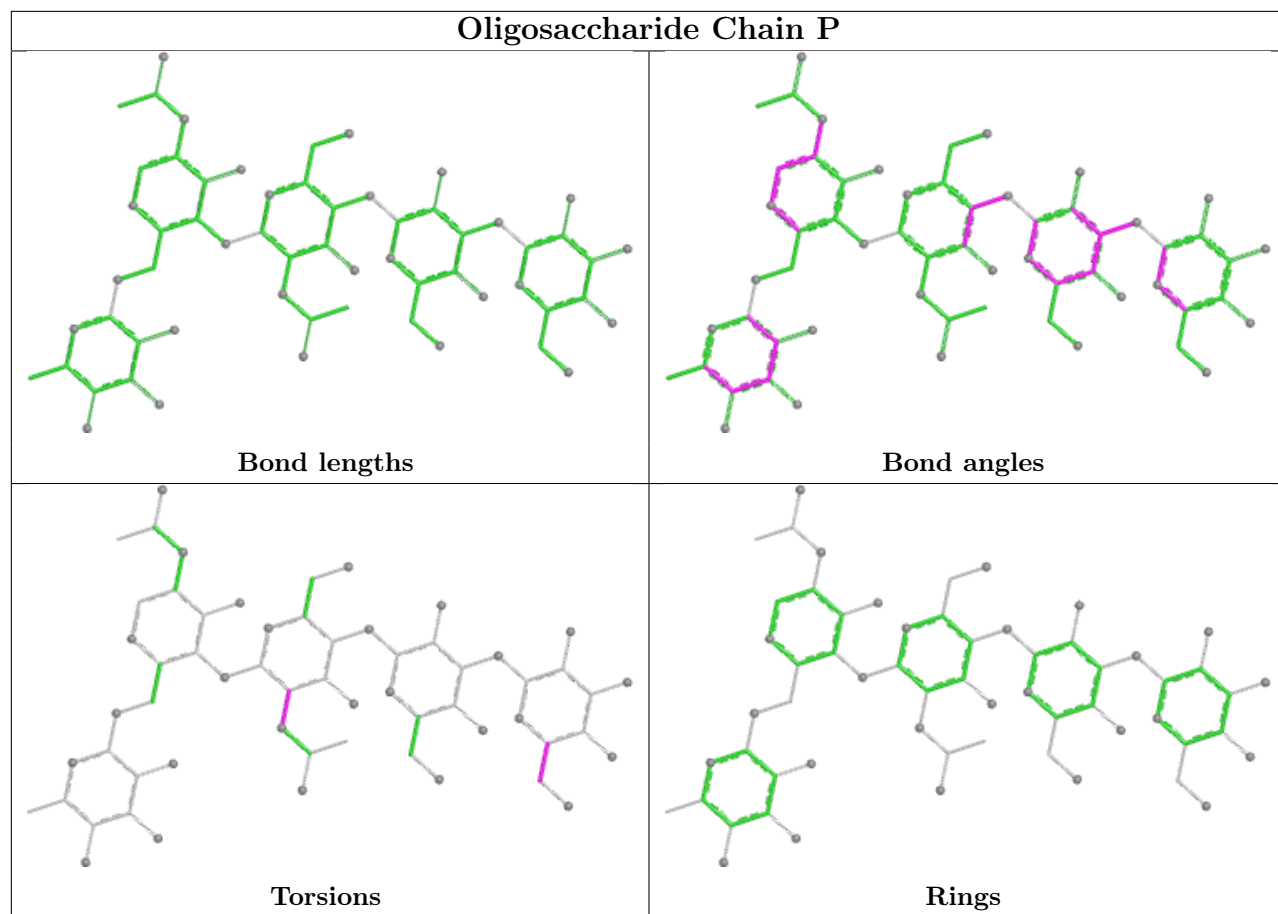 Oligosaccharide Chain P
Bond lengths
Bond angles
Torsions
Rings